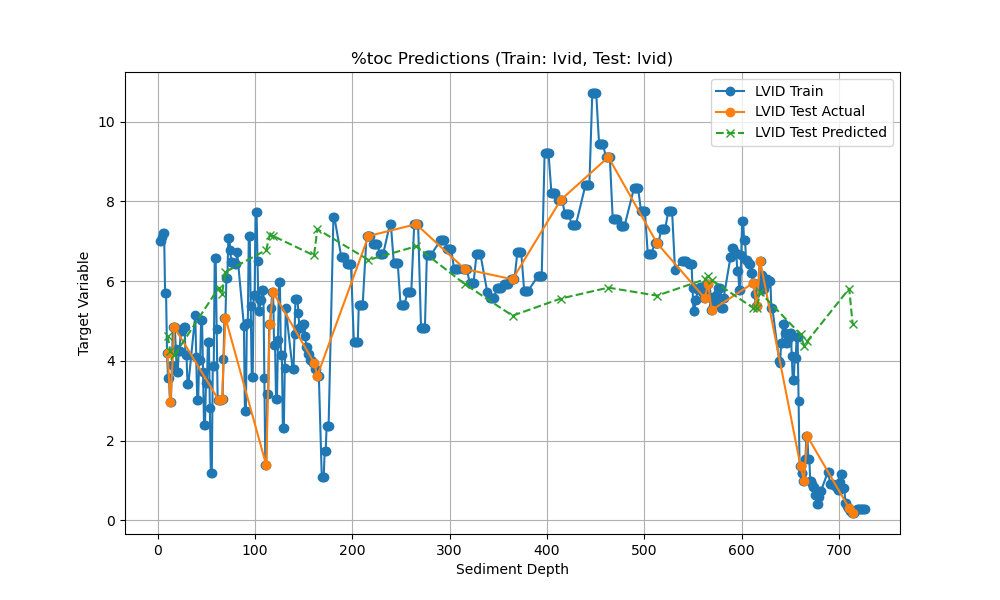 %toc Predictions (Train: lvid, Test: lvid)
LVID Train
LVID Test Actual
LVID Test Predicted
Target Variable
10
8
6
4
2
0
0 100 200 300 400 500 600 700
Sediment Depth